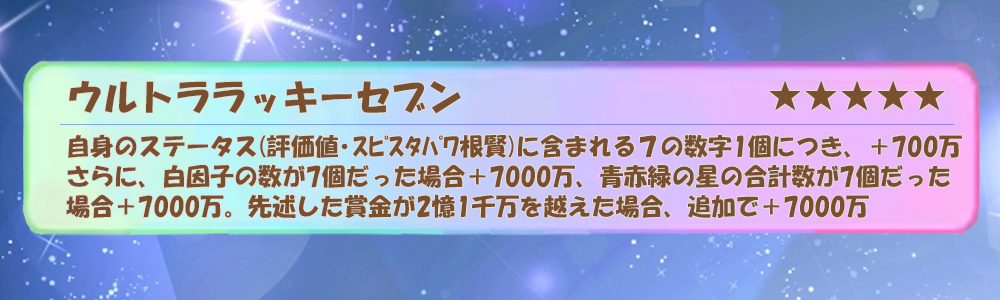 ウルトララッキーセブン ★★★★★
自身のステータス(評価値・スピスタパワ根賢)に含まれる7の数字1個につき、+700万
さらに、白因子の数が7個だった場合+7000万、青赤緑の星の合計数が7個だった
場合+7000万。先述した賞金が2憶1千万を越えた場合、追加で+7000万